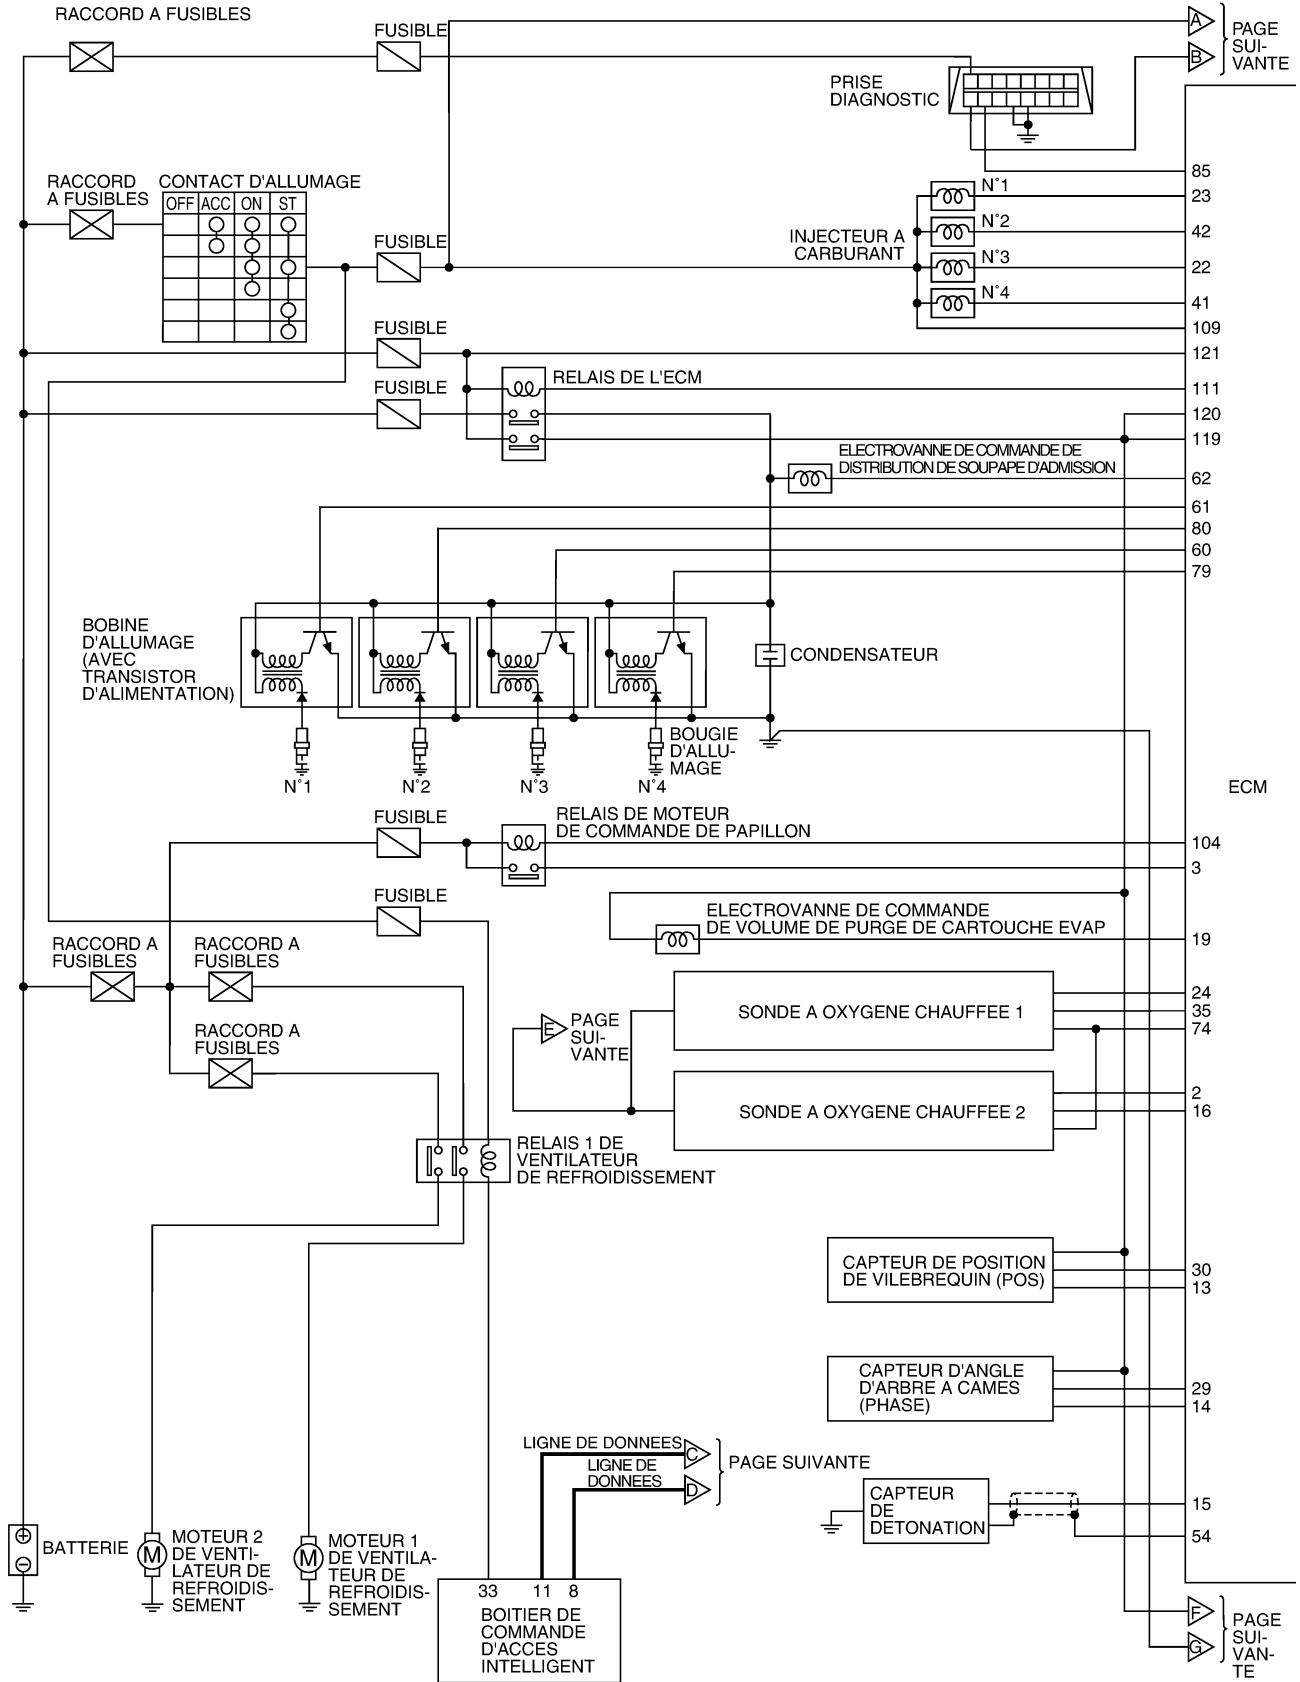 RACCORD A FUSIBLES
FUSIBLE
A
B
PAGE
SUI-
VANTE
PRISE
DIAGNOSTIC
85
RACCORD
A FUSIBLES
CONTACT D'ALLUMAGE
OFF
ACC
ON
ST
FUSIBLE
INJECTEUR A
CARBURANT
N°1
23
N°2
42
N°3
22
N°4
41
109
FUSIBLE
121
FUSIBLE
RELAIS DE L'ECM
111
120
119
ELECTROVANNE DE COMMANDE DE
DISTRIBUTION DE SOUPAPE D'ADMISSION
62
61
80
60
79
BOBINE
D'ALLUMAGE
(AVEC
TRANSISTOR
D'ALIMENTATION)
CONDENSATEUR
BOUGIE
D'ALLU-
MAGE
N°1
N°2
N°3
N°4
ECM
FUSIBLE
RELAIS DE MOTEUR
DE COMMANDE DE PAPILLON
104
3
FUSIBLE
ELECTROVANNE DE COMMANDE
DE VOLUME DE PURGE DE CARTOUCHE EVAP
19
RACCORD A
FUSIBLES
RACCORD A
FUSIBLES
RACCORD A
FUSIBLES
E
PAGE
SUI-
VANTE
SONDE A OXYGENE CHAUFFEE 1
24
35
74
SONDE A OXYGENE CHAUFFEE 2
2
16
RELAIS 1 DE
VENTILATEUR
DE REFROIDISSEMENT
CAPTEUR DE POSITION
DE VILEBREQUIN (POS)
30
13
CAPTEUR D'ANGLE
D'ARBRE A CAMES
(PHASE)
29
14
LIGNE DE DONNEES
C
LIGNE DE
DONNEES
D
PAGE SUIVANTE
CAPTEUR
DE
DETONATION
15
54
BATTERIE
M
MOTEUR 2
DE VENTI-
LATEUR DE
REFROIDIS-
SEMENT
M
MOTEUR 1
DE VENTILA-
TEUR DE
REFROIDIS-
SEMENT
33
11
8
BOITIER DE
COMMANDE
D'ACCES
INTELLIGENT
F
G
PAGE
SUI-
VAN-
TE